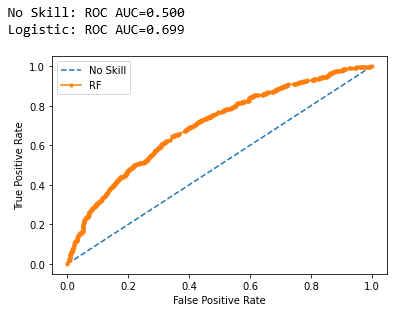 No Skill: ROC AUC=0.500
Logistic: ROC AUC=0.699
No Skill
RF
True Positive Rate
1.0
0.8
0.6
0.4
0.2
0.0
0.0 0.2 0.4 0.6 0.8 1.0
False Positive Rate